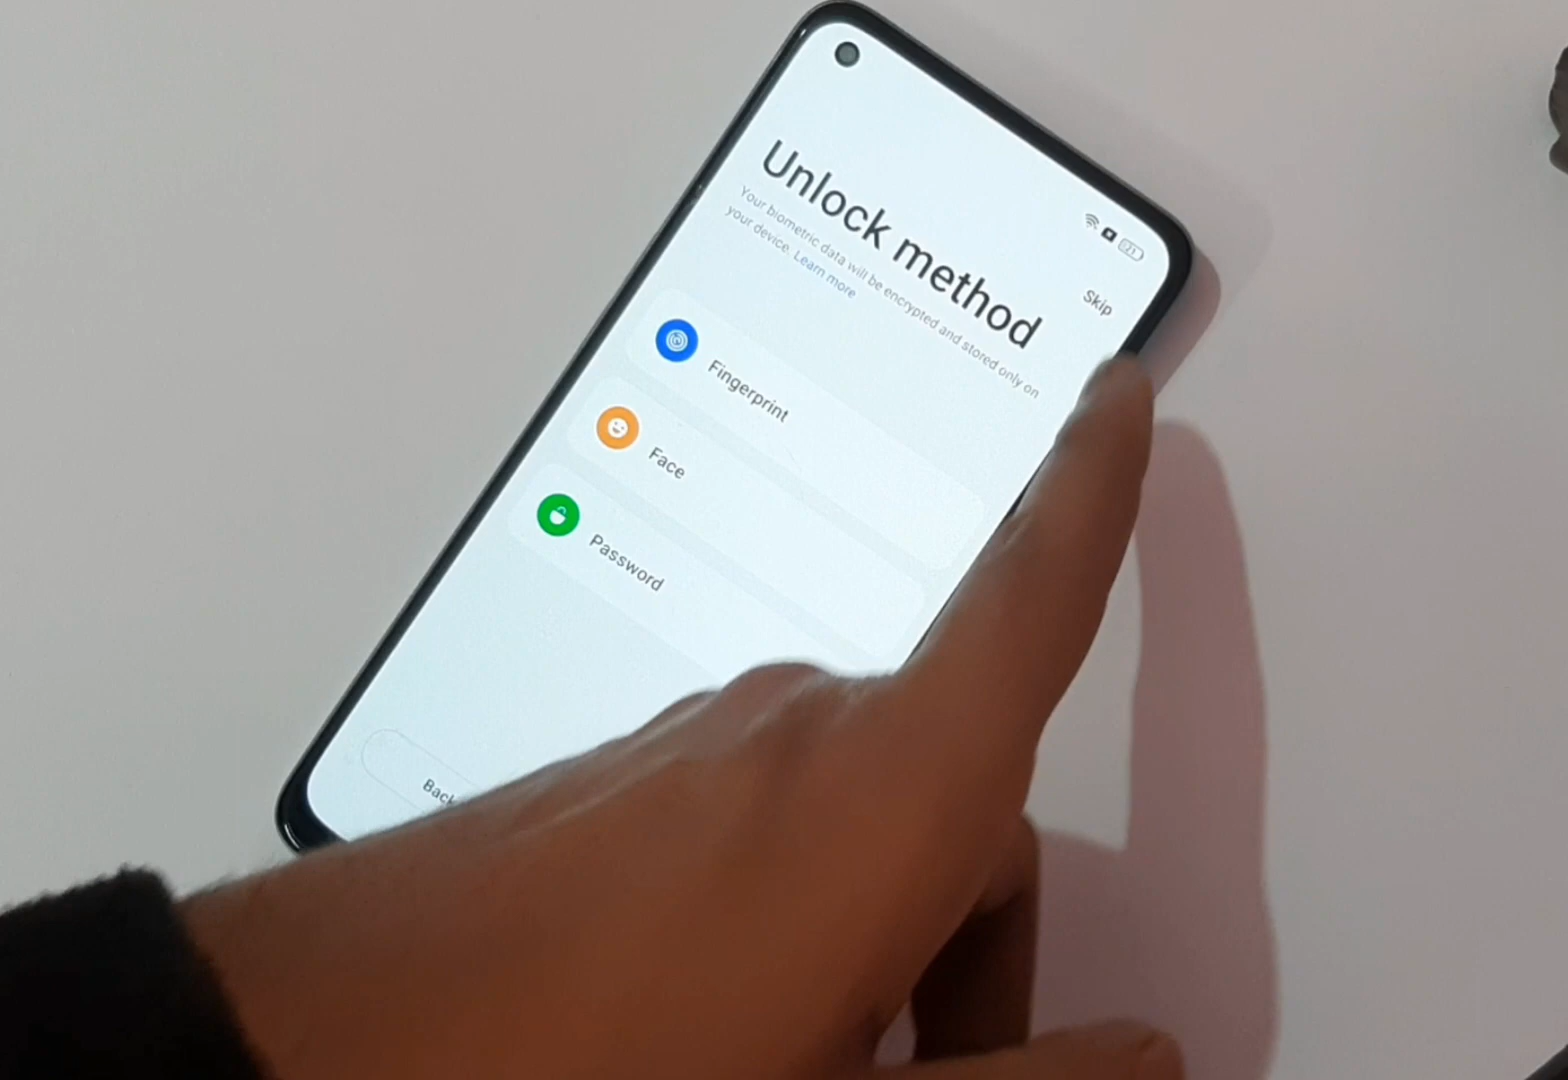 21
Skip
Unlock method
Your biometric data will be encrypted and stored only on
your device. Learn more
Fingerprint
Face
Password
Back